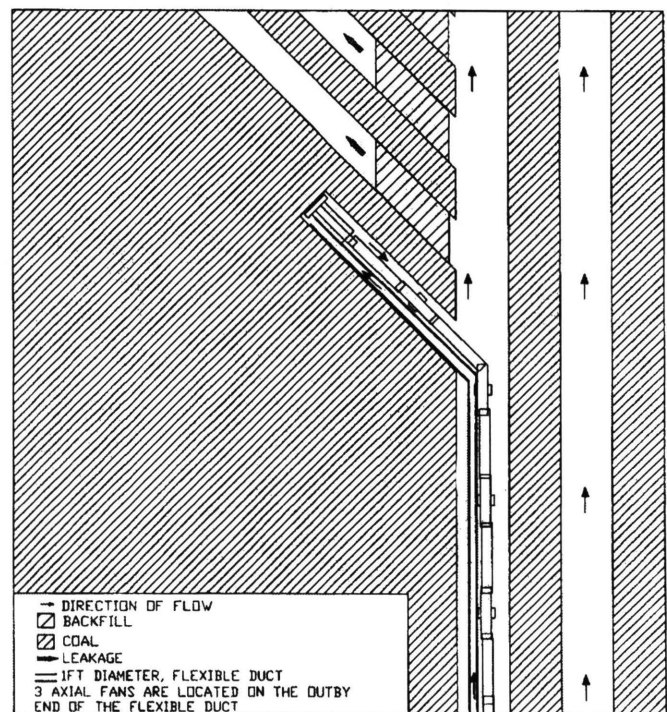 DIRECTION OF FLOW
BACKFILL
COAL
LEAKAGE
1FT DIAMETER, FLEXIBLE DUCT
3 AXIAL FANS ARE LOCATED ON THE OUTBY
END OF THE FLEXIBLE DUCT